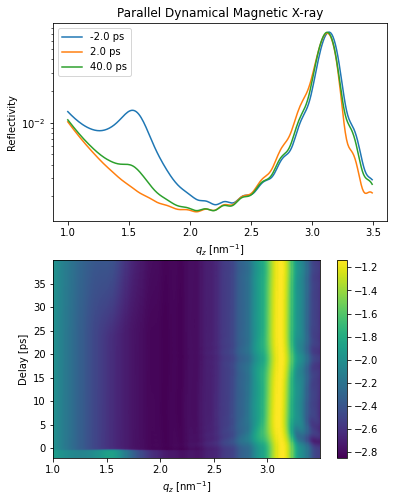 Parallel Dynamical Magnetic X-ray
-2.0 ps
2.0 ps
40.0 ps
Reflectivity
10⁻²
1.0 1.5 2.0 2.5 3.0 3.5
q_z [nm⁻¹]
Delay [ps]
35
30
25
20
15
10
5
0
1.0 1.5 2.0 2.5 3.0
q_z [nm⁻¹]
−1.2
−1.4
−1.6
−1.8
−2.0
−2.2
−2.4
−2.6
−2.8